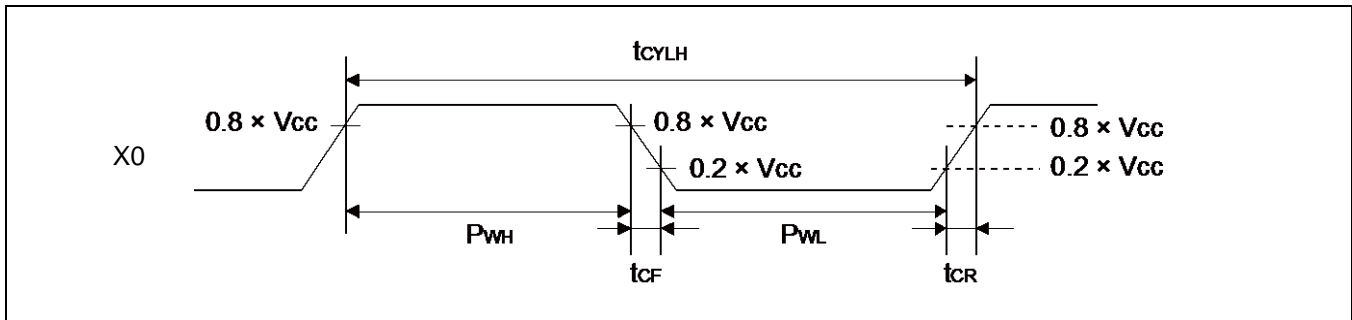 tCYLH
0.8 × Vcc
0.8 × Vcc
0.8 × Vcc
X0
0.2 × Vcc
0.2 × Vcc
PWH
PWL
tCF
tCR